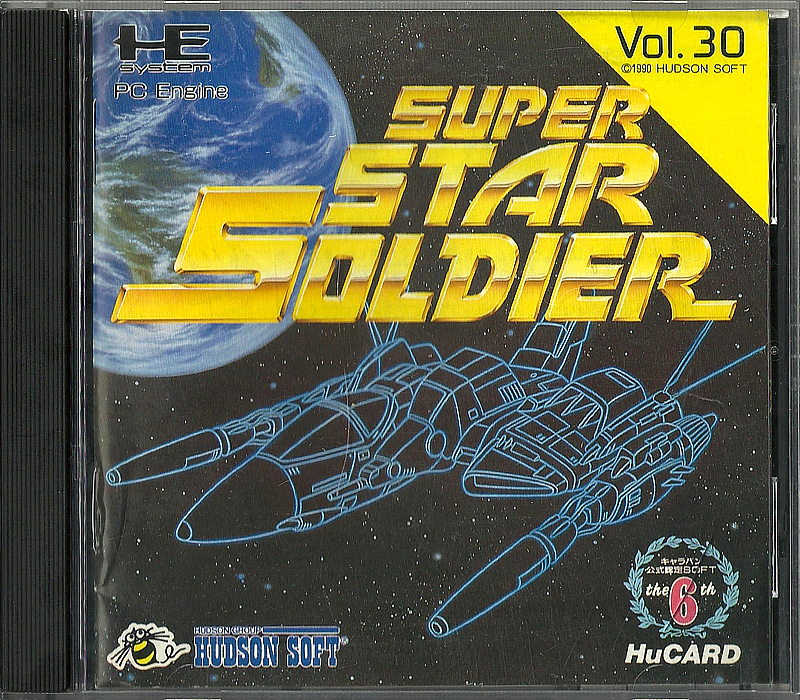 HE
system
PC Engine
Vol. 30
©1990 HUDSON SOFT
SUPER
STAR
SOLDIER
キャラバン
公式認定SOFT
the 6th
HUDSON GROUP
HUDSON SOFT
HuCARD